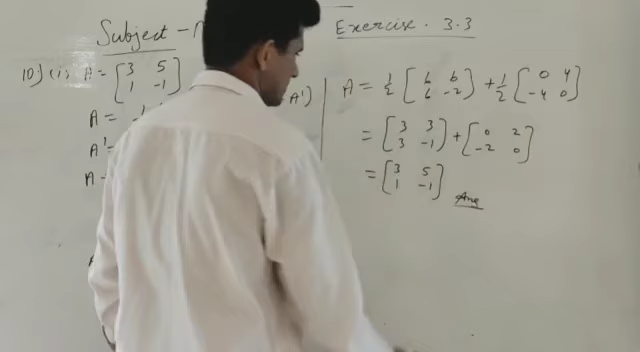 Subject - Exercise. 3.3
10) (i) A = [3 5; 1 -1]
A =
A'
A =
A') A = 1/2 [6 6; 6 -2] + 1/2 [0 4; -4 0]
= [3 3; 3 -1] + [0 2; -2 0]
= [3 5; 1 -1]
Ans